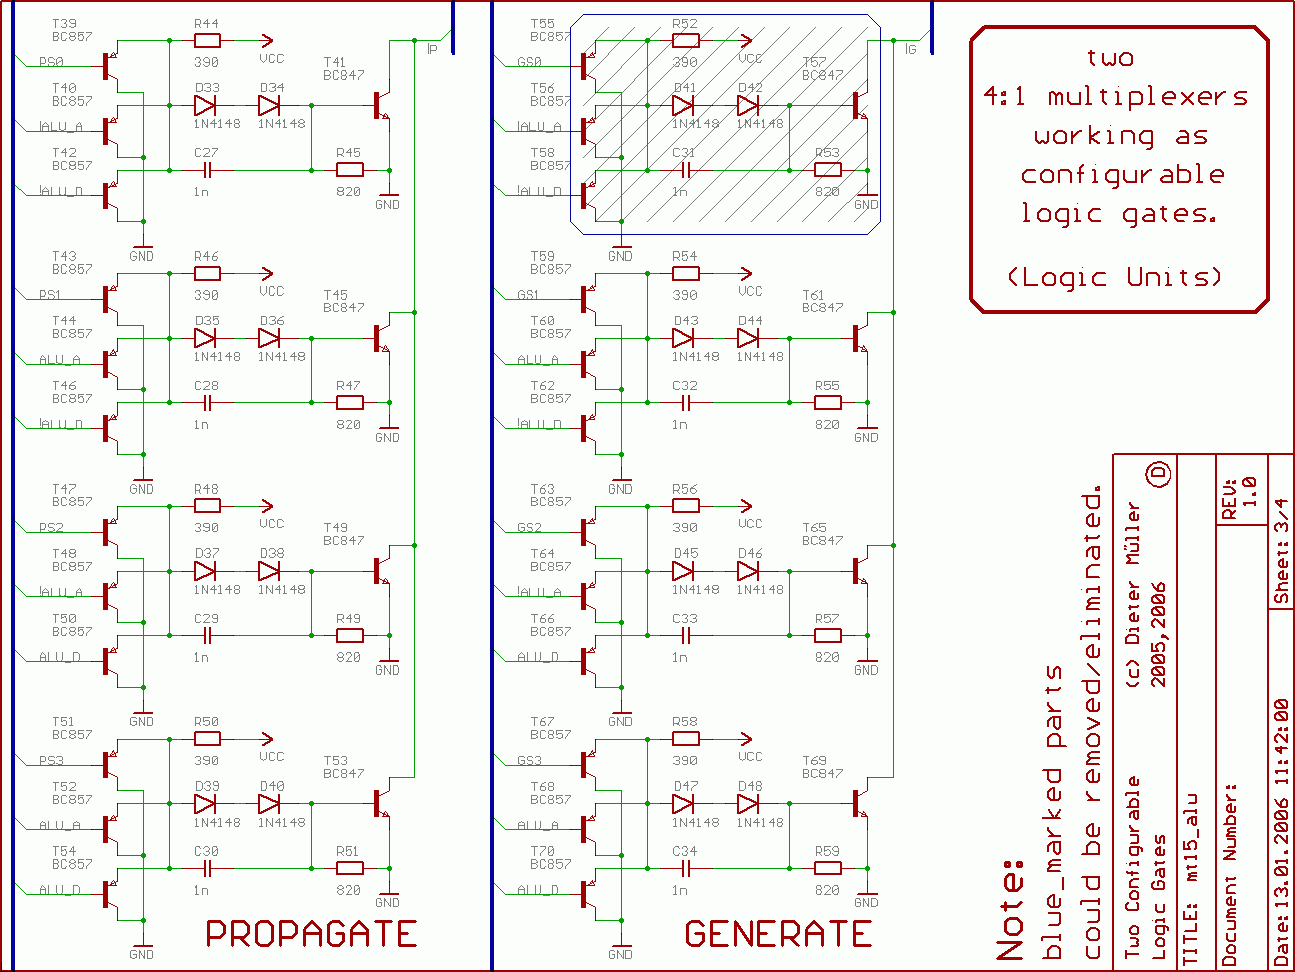 T39
BC857
R44
390
VCC
PS0
T40
BC857
D33
D34
1N4148
1N4148
T41
BC847
!ALU_A
T42
BC857
C27
1n
R45
820
!ALU_D
GND
GND
!P
T43
BC857
R46
390
VCC
PS1
T44
BC857
D35
D36
1N4148
1N4148
T45
BC847
ALU_A
T46
BC857
C28
1n
R47
820
!ALU_D
GND
GND
T47
BC857
R48
390
VCC
PS2
T48
BC857
D37
D38
1N4148
1N4148
T49
BC847
!ALU_A
T50
BC857
C29
1n
R49
820
ALU_D
GND
GND
T51
BC857
R50
390
VCC
PS3
T52
BC857
D39
D40
1N4148
1N4148
T53
BC847
ALU_A
T54
BC857
C30
1n
R51
820
ALU_D
GND
GND
PROPAGATE
T55
BC857
R52
390
VCC
GS0
T56
BC857
D41
D42
1N4148
1N4148
T57
BC847
!ALU_A
T58
BC857
C31
1n
R53
820
!ALU_D
GND
GND
!G
T59
BC857
R54
390
VCC
GS1
T60
BC857
D43
D44
1N4148
1N4148
T61
BC847
ALU_A
T62
BC857
C32
1n
R55
820
!ALU_D
GND
GND
T63
BC857
R56
390
VCC
GS2
T64
BC857
D45
D46
1N4148
1N4148
T65
BC847
!ALU_A
T66
BC857
C33
1n
R57
820
ALU_D
GND
GND
T67
BC857
R58
390
VCC
GS3
T68
BC857
D47
D48
1N4148
1N4148
T69
BC847
ALU_A
T70
BC857
C34
1n
R59
820
ALU_D
GND
GND
GENERATE
two
4:1 multiplexers
working as
configurable
logic gates.
(Logic Units)
Note:
blue_marked parts
could be removed/eliminated.
Two Configurable
Logic Gates
(c) Dieter Müller
2005,2006
D
TITLE: mt15_alu
Document Number:
REV:
1.0
Date:13.01.2006 11:42:00
Sheet: 3/4